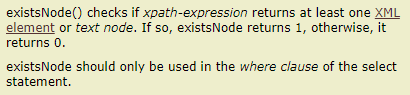 existsNode() checks if xpath-expression returns at least one XML
element or text node. If so, existsNode returns 1, otherwise, it
returns 0.
existsNode should only be used in the where clause of the select
statement.